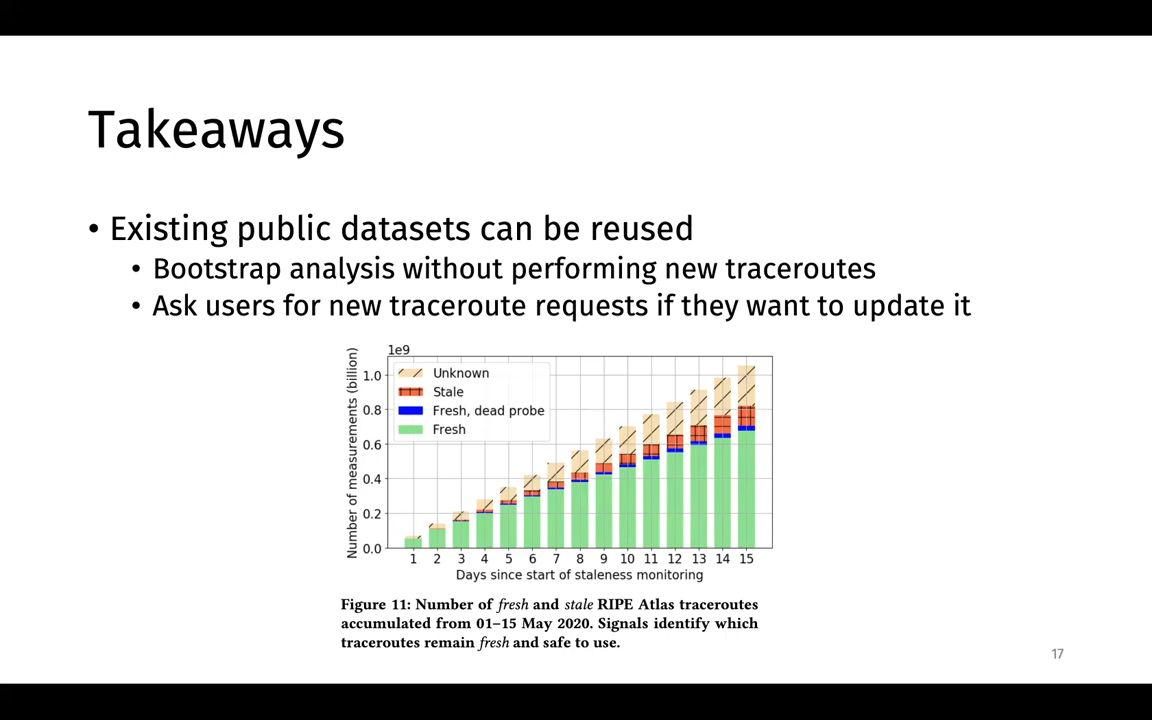 Takeaways
• Existing public datasets can be reused
• Bootstrap analysis without performing new traceroutes
• Ask users for new traceroute requests if they want to update it
1e9
Number of measurements (billion)
1.0
0.8
0.6
0.4
0.2
0.0
Unknown
Stale
Fresh, dead probe
Fresh
1 2 3 4 5 6 7 8 9 10 11 12 13 14 15
Days since start of staleness monitoring
Figure 11: Number of fresh and stale RIPE Atlas traceroutes
accumulated from 01–15 May 2020. Signals identify which
traceroutes remain fresh and safe to use.
17